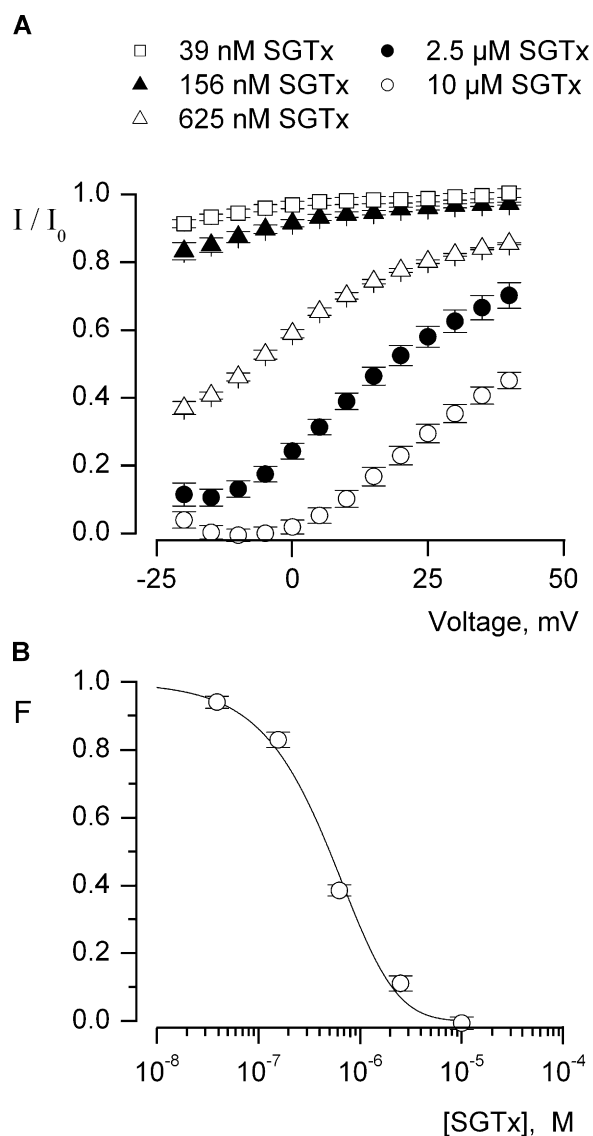 A
39 nM SGTx
2.5 µM SGTx
156 nM SGTx
10 µM SGTx
625 nM SGTx
I / I0
1.0
0.8
0.6
0.4
0.2
0.0
-25 0 25 50
Voltage, mV
B
F
1.0
0.8
0.6
0.4
0.2
0.0
10-8 10-7 10-6 10-5 10-4
[SGTx], M